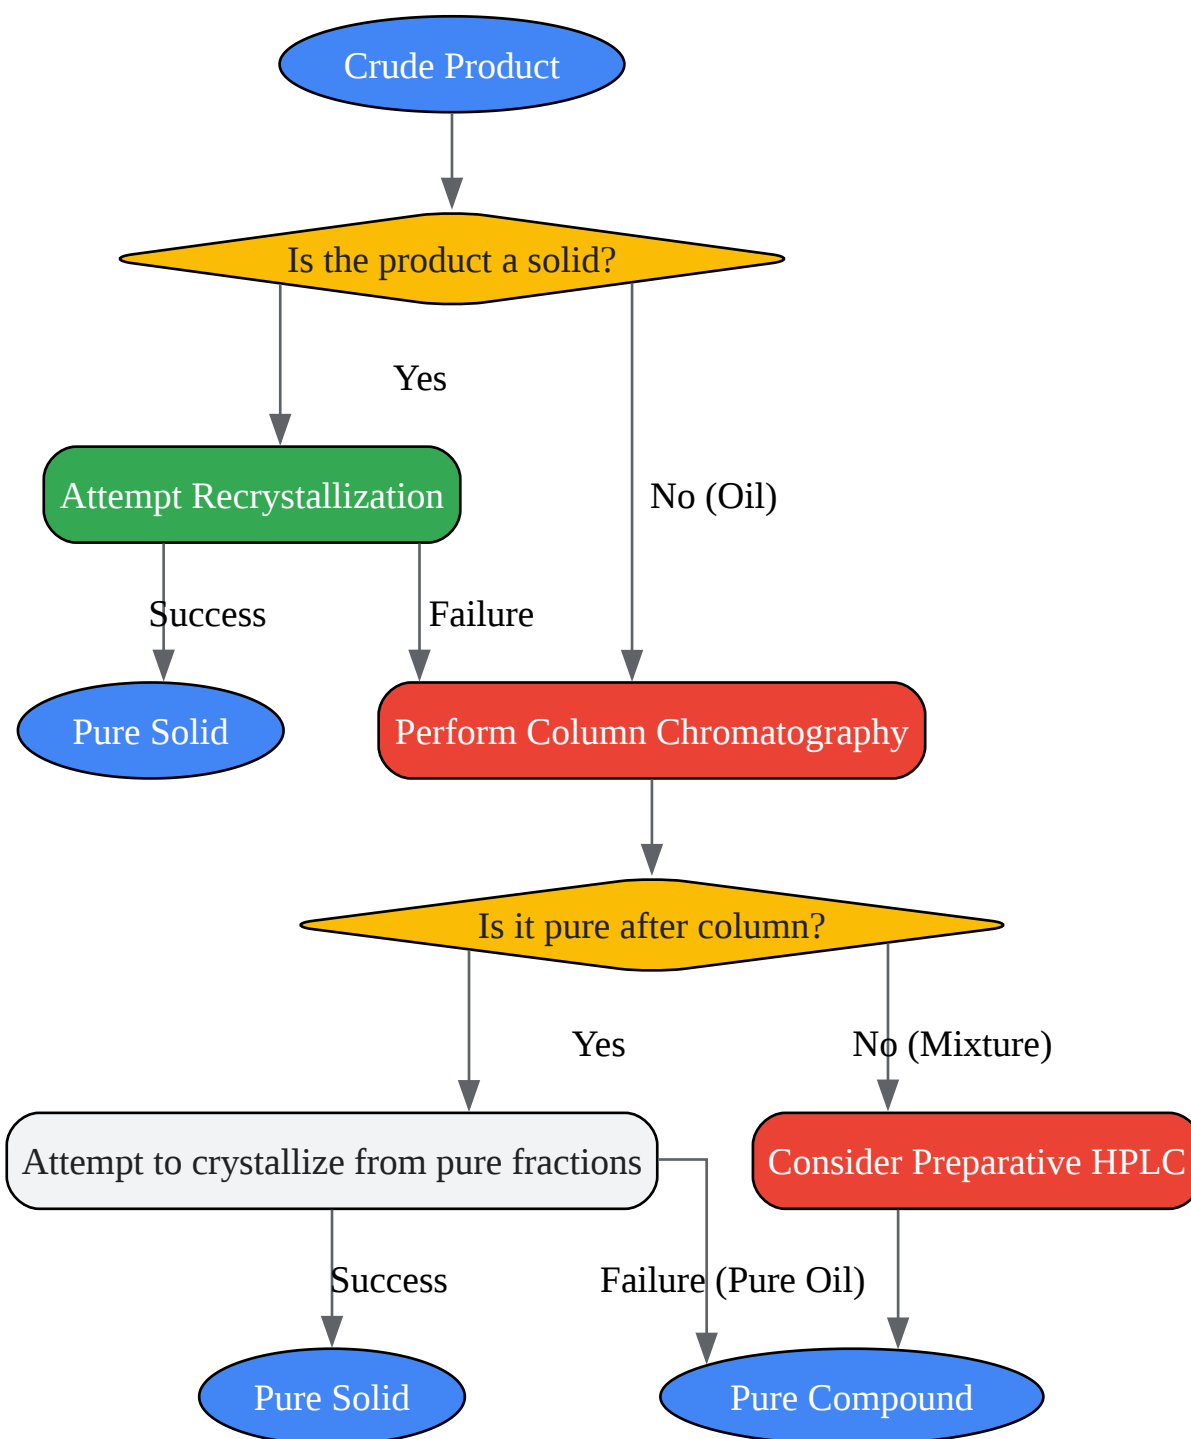 Crude Product
Is the product a solid?
Yes
Attempt Recrystallization
No (Oil)
Success
Failure
Pure Solid
Perform Column Chromatography
Is it pure after column?
Yes
No (Mixture)
Attempt to crystallize from pure fractions
Consider Preparative HPLC
Success
Failure (Pure Oil)
Pure Solid
Pure Compound